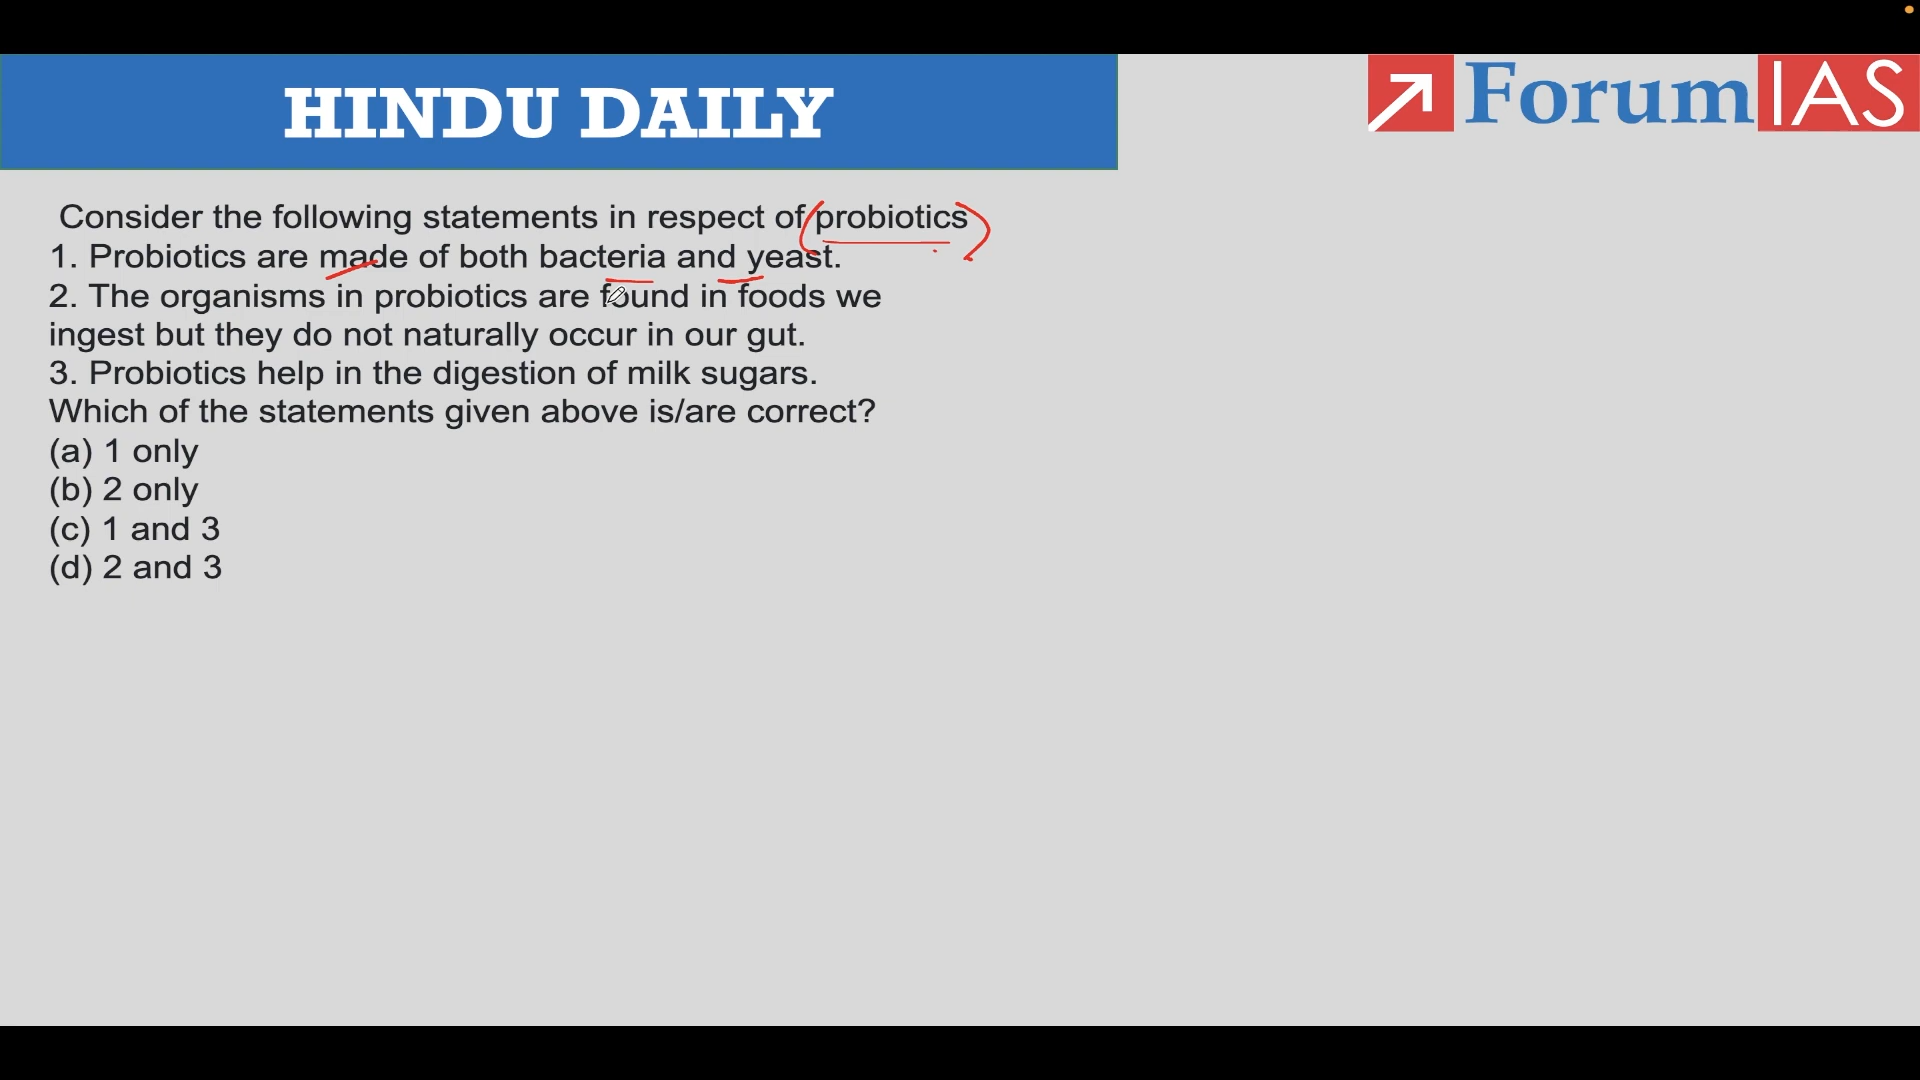 HINDU DAILY
ForumIAS
Consider the following statements in respect of probiotics
1. Probiotics are made of both bacteria and yeast.
2. The organisms in probiotics are found in foods we
ingest but they do not naturally occur in our gut.
3. Probiotics help in the digestion of milk sugars.
Which of the statements given above is/are correct?
(a) 1 only
(b) 2 only
(c) 1 and 3
(d) 2 and 3